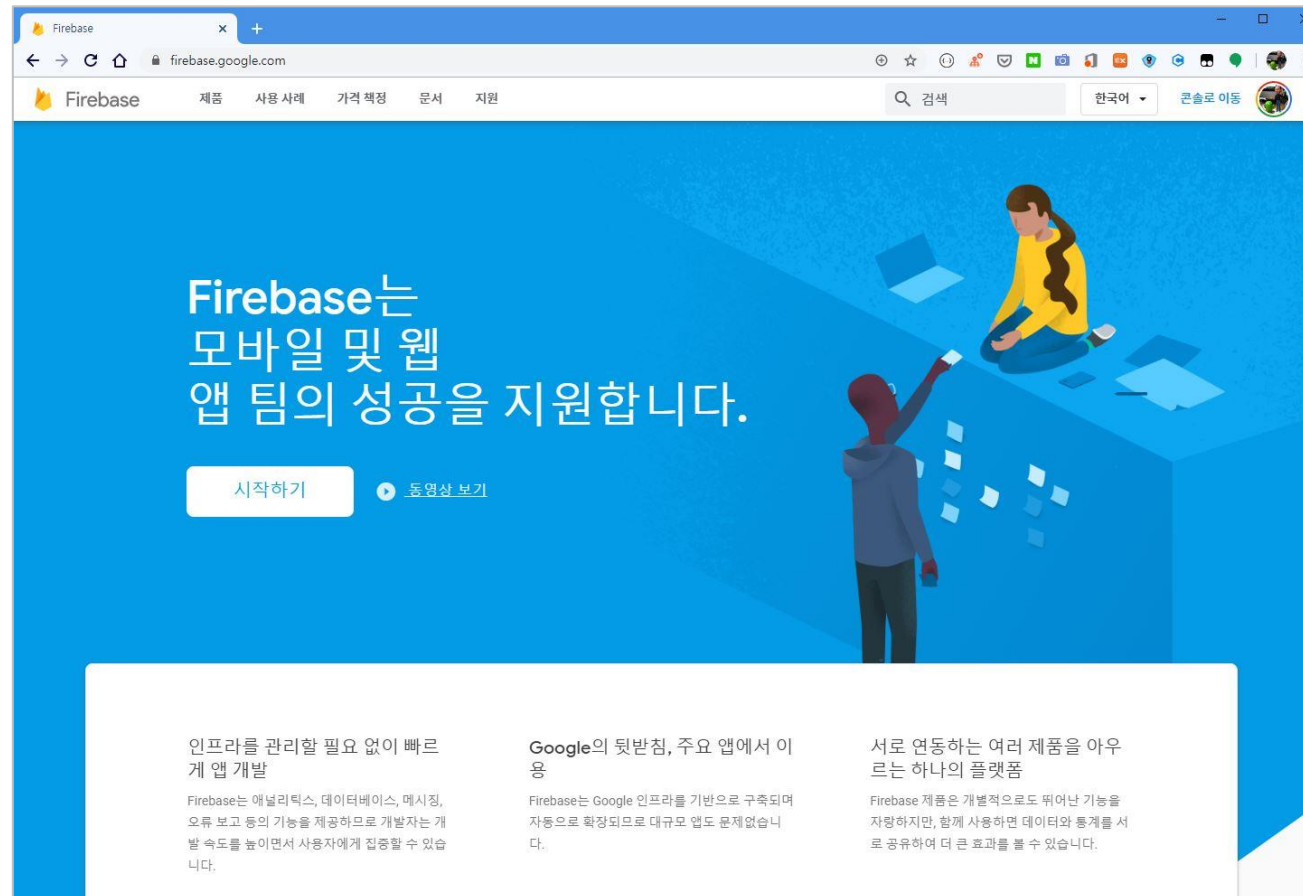 Firebase
firebase.google.com
Firebase 제품 사용 사례 가격 책정 문서 지원 검색 한국어 콘솔로 이동
Firebase는
모바일 및 웹
앱 팀의 성공을 지원합니다.
시작하기 동영상 보기
인프라를 관리할 필요 없이 빠르
게 앱 개발
Firebase는 애널리틱스, 데이터베이스, 메시징,
오류 보고 등의 기능을 제공하므로 개발자는 개
발 속도를 높이면서 사용자에게 집중할 수 있습
니다.
Google의 뒷받침, 주요 앱에서 이
용
Firebase는 Google 인프라를 기반으로 구축되며
자동으로 확장되므로 대규모 앱도 문제없습니
다.
서로 연동하는 여러 제품을 아우
르는 하나의 플랫폼
Firebase 제품은 개별적으로도 뛰어난 기능을
자랑하지만, 함께 사용하면 데이터와 통계를 서
로 공유하여 더 큰 효과를 볼 수 있습니다.